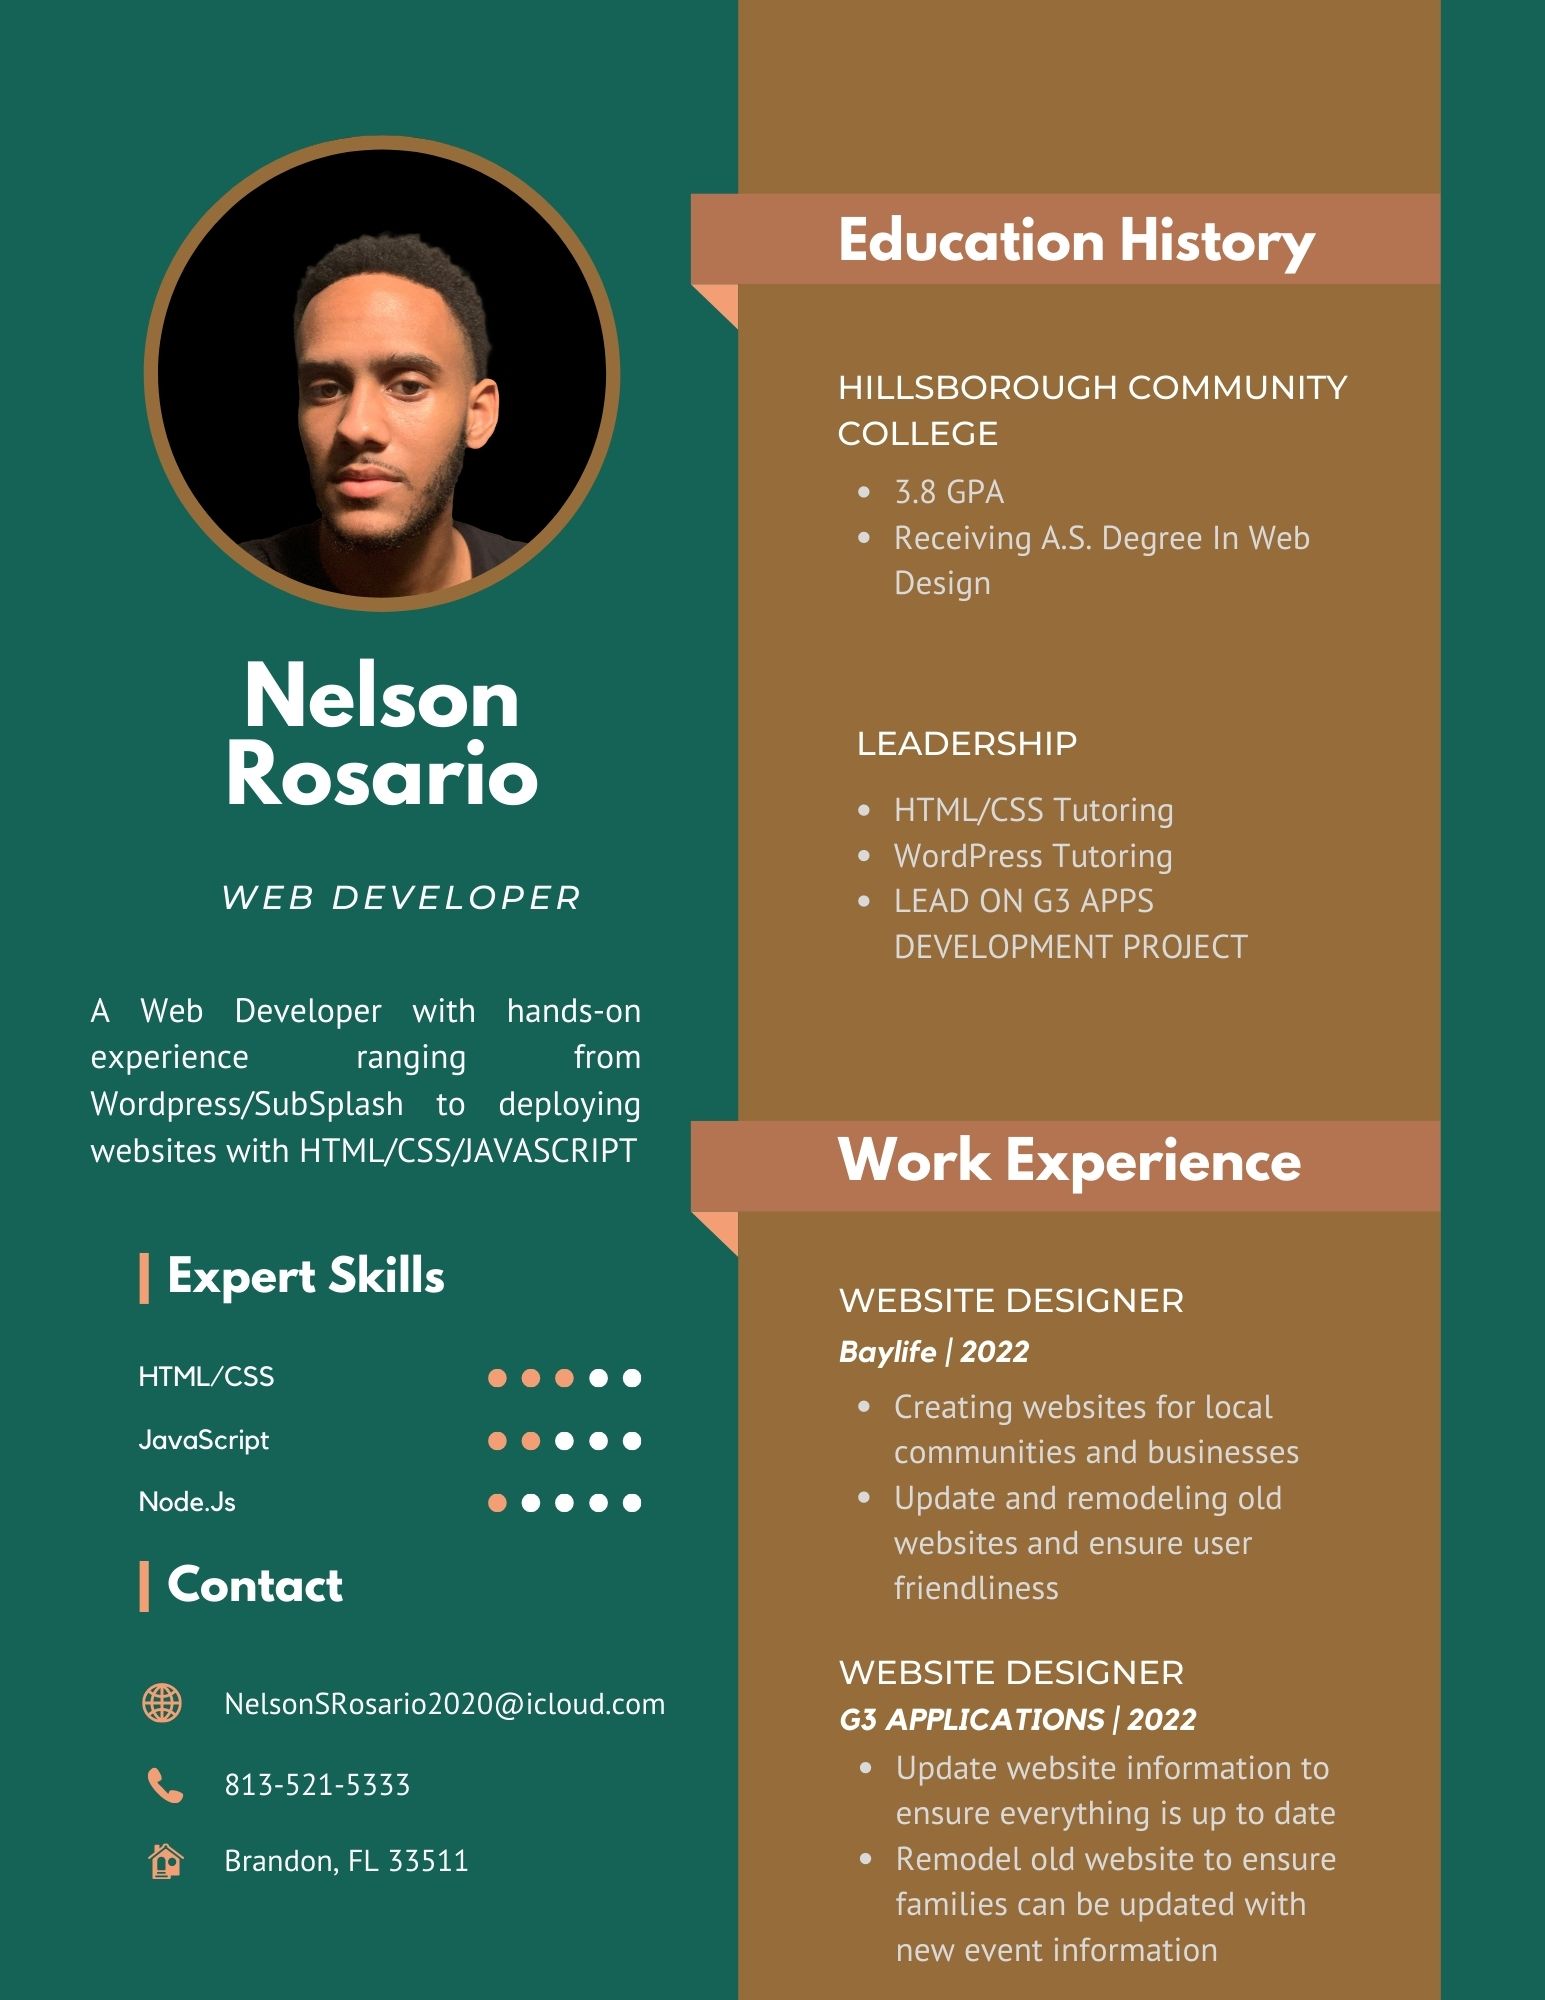 Nelson
Rosario
WEB DEVELOPER
A Web Developer with hands-on
experience ranging from
Wordpress/SubSplash to deploying
websites with HTML/CSS/JAVASCRIPT
Expert Skills
HTML/CSS
JavaScript
Node.Js
Contact
NelsonSRosario2020@icloud.com
813-521-5333
Brandon, FL 33511
Education History
HILLSBOROUGH COMMUNITY
COLLEGE
3.8 GPA
Receiving A.S. Degree In Web
Design
LEADERSHIP
HTML/CSS Tutoring
WordPress Tutoring
LEAD ON G3 APPS
DEVELOPMENT PROJECT
Work Experience
WEBSITE DESIGNER
Baylife | 2022
Creating websites for local
communities and businesses
Update and remodeling old
websites and ensure user
friendliness
WEBSITE DESIGNER
G3 APPLICATIONS | 2022
Update website information to
ensure everything is up to date
Remodel old website to ensure
families can be updated with
new event information